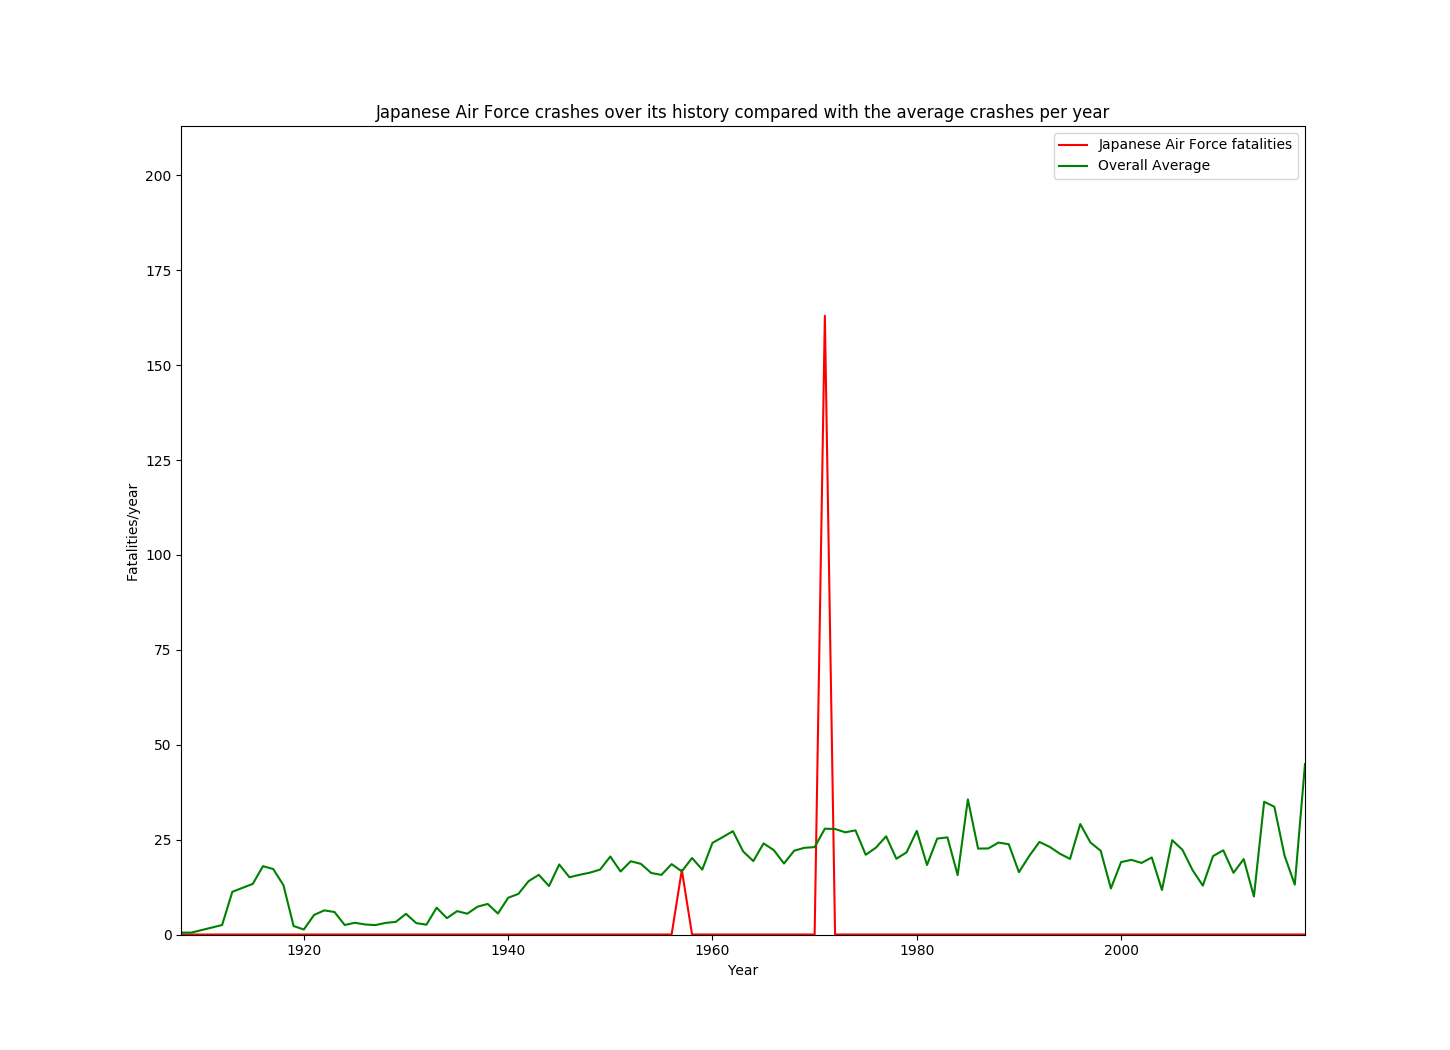 Japanese Air Force crashes over its history compared with the average crashes per year
Japanese Air Force fatalities
Overall Average
200
175
150
125
100
75
50
25
0
Fatalities/year
1920 1940 1960 1980 2000
Year